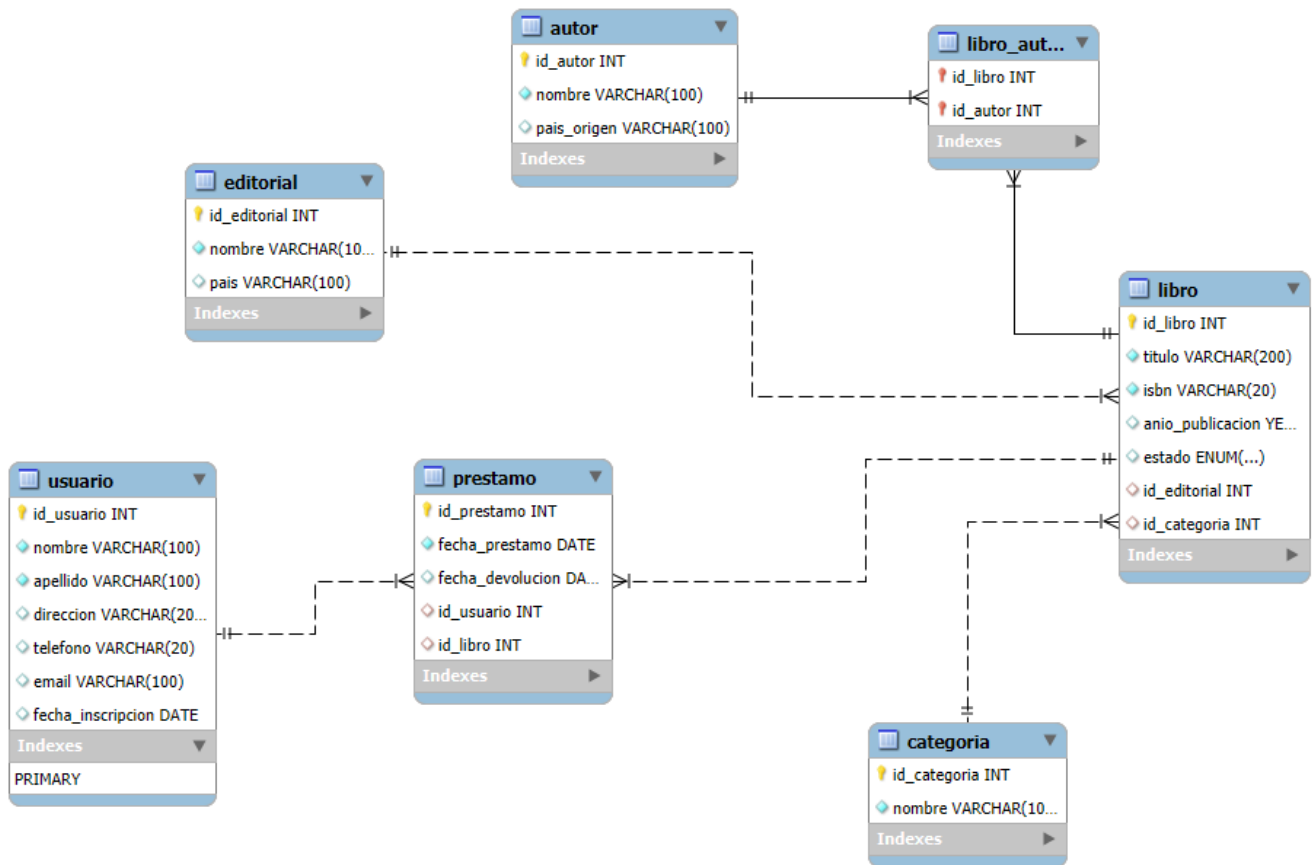 autor
id_autor INT
nombre VARCHAR(100)
pais_origen VARCHAR(100)
Indexes
libro_aut...
id_libro INT
id_autor INT
Indexes
editorial
id_editorial INT
nombre VARCHAR(10...
pais VARCHAR(100)
Indexes
libro
id_libro INT
titulo VARCHAR(200)
isbn VARCHAR(20)
anio_publicacion YE...
estado ENUM(...)
id_editorial INT
id_categoria INT
Indexes
usuario
id_usuario INT
nombre VARCHAR(100)
apellido VARCHAR(100)
direccion VARCHAR(20...
telefono VARCHAR(20)
email VARCHAR(100)
fecha_inscripcion DATE
Indexes
PRIMARY
prestamo
id_prestamo INT
fecha_prestamo DATE
fecha_devolucion DA...
id_usuario INT
id_libro INT
Indexes
categoria
id_categoria INT
nombre VARCHAR(10...
Indexes